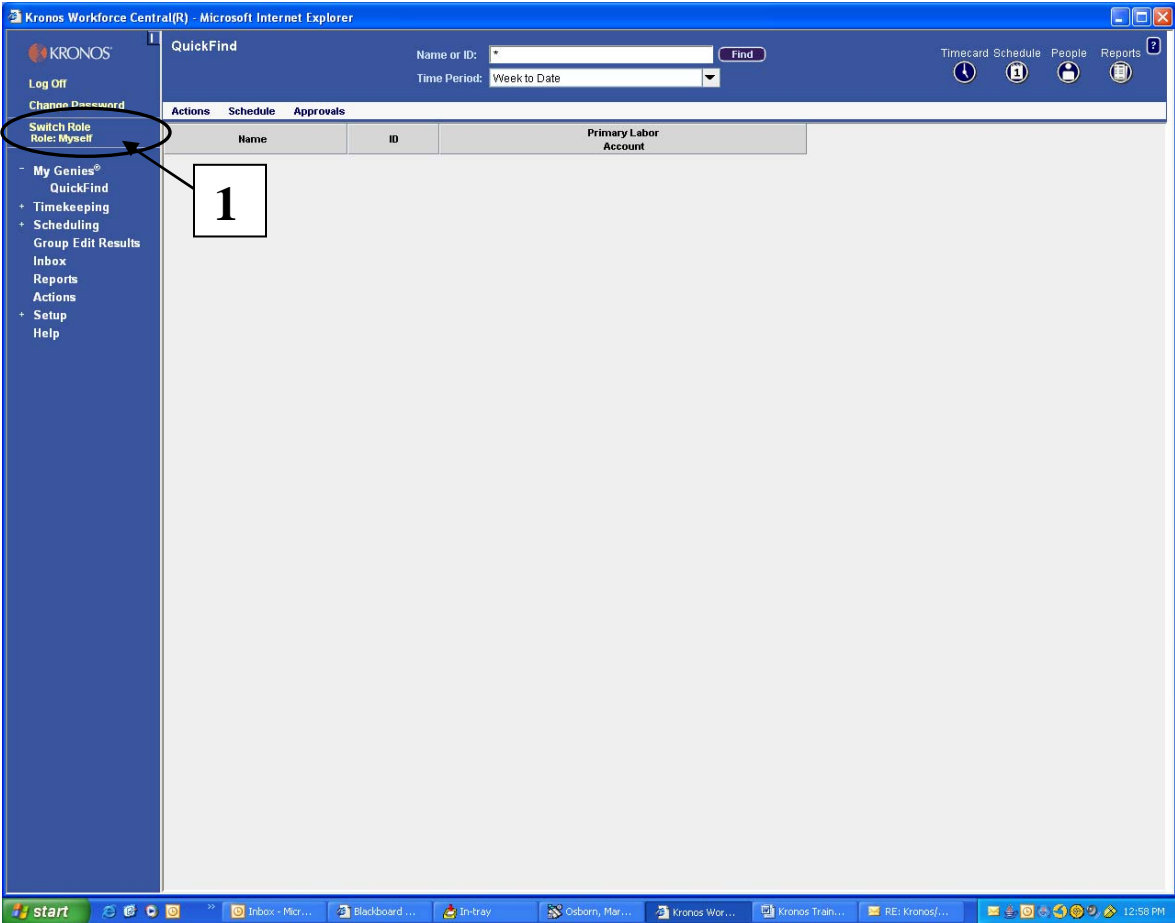 Kronos Workforce Central(R) - Microsoft Internet Explorer
KRONOS®
Log Off
Change Password
Switch Role
Role: Myself
- My Genies®
QuickFind
+ Timekeeping
+ Scheduling
Group Edit Results
Inbox
Reports
Actions
+ Setup
Help
QuickFind
Name or ID: * Find
Time Period: Week to Date
Timecard Schedule People Reports ?
1
Actions Schedule Approvals
Name ID Primary Labor
Account
1
start » Inbox - Micr... Blackboard ... In-tray Osborn, Mar... Kronos Wor... Kronos Train... RE: Kronos/... 12:58 PM